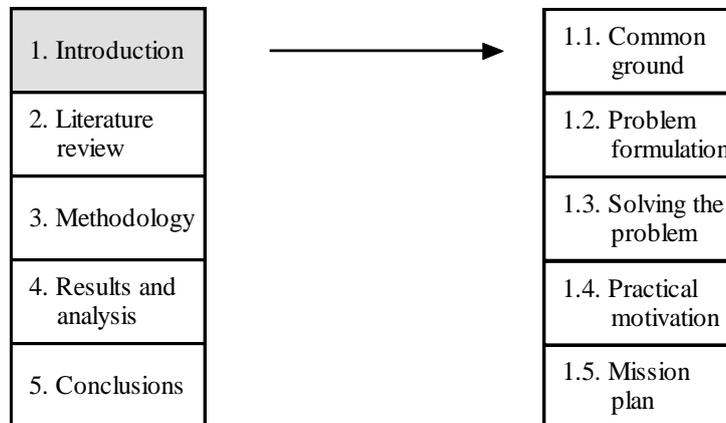 1. Introduction
2. Literature
review
3. Methodology
4. Results and
analysis
5. Conclusions
1.1. Common
ground
1.2. Problem
formulation
1.3. Solving the
problem
1.4. Practical
motivation
1.5. Mission
plan